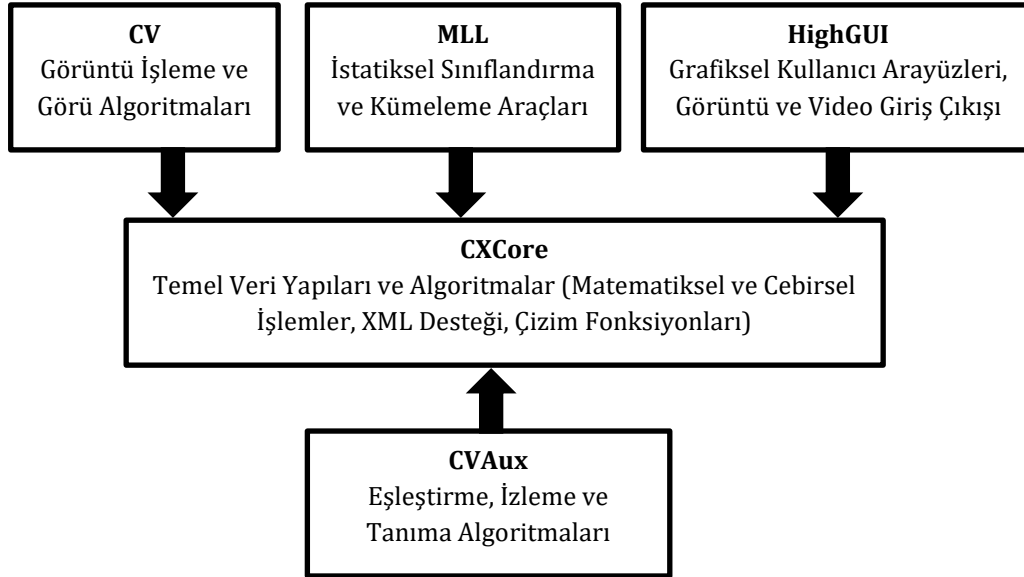 CV
Görüntü İşleme ve
Görü Algoritmaları
MLL
İstatiksel Sınıflandırma
ve Kümeleme Araçları
HighGUI
Grafiksel Kullanıcı Arayüzleri,
Görüntü ve Video Giriş Çıkışı
CXCore
Temel Veri Yapıları ve Algoritmalar (Matematiksel ve Cebirsel
İşlemler, XML Desteği, Çizim Fonksiyonları)
CVAux
Eşleştirme, İzleme ve
Tanıma Algoritmaları